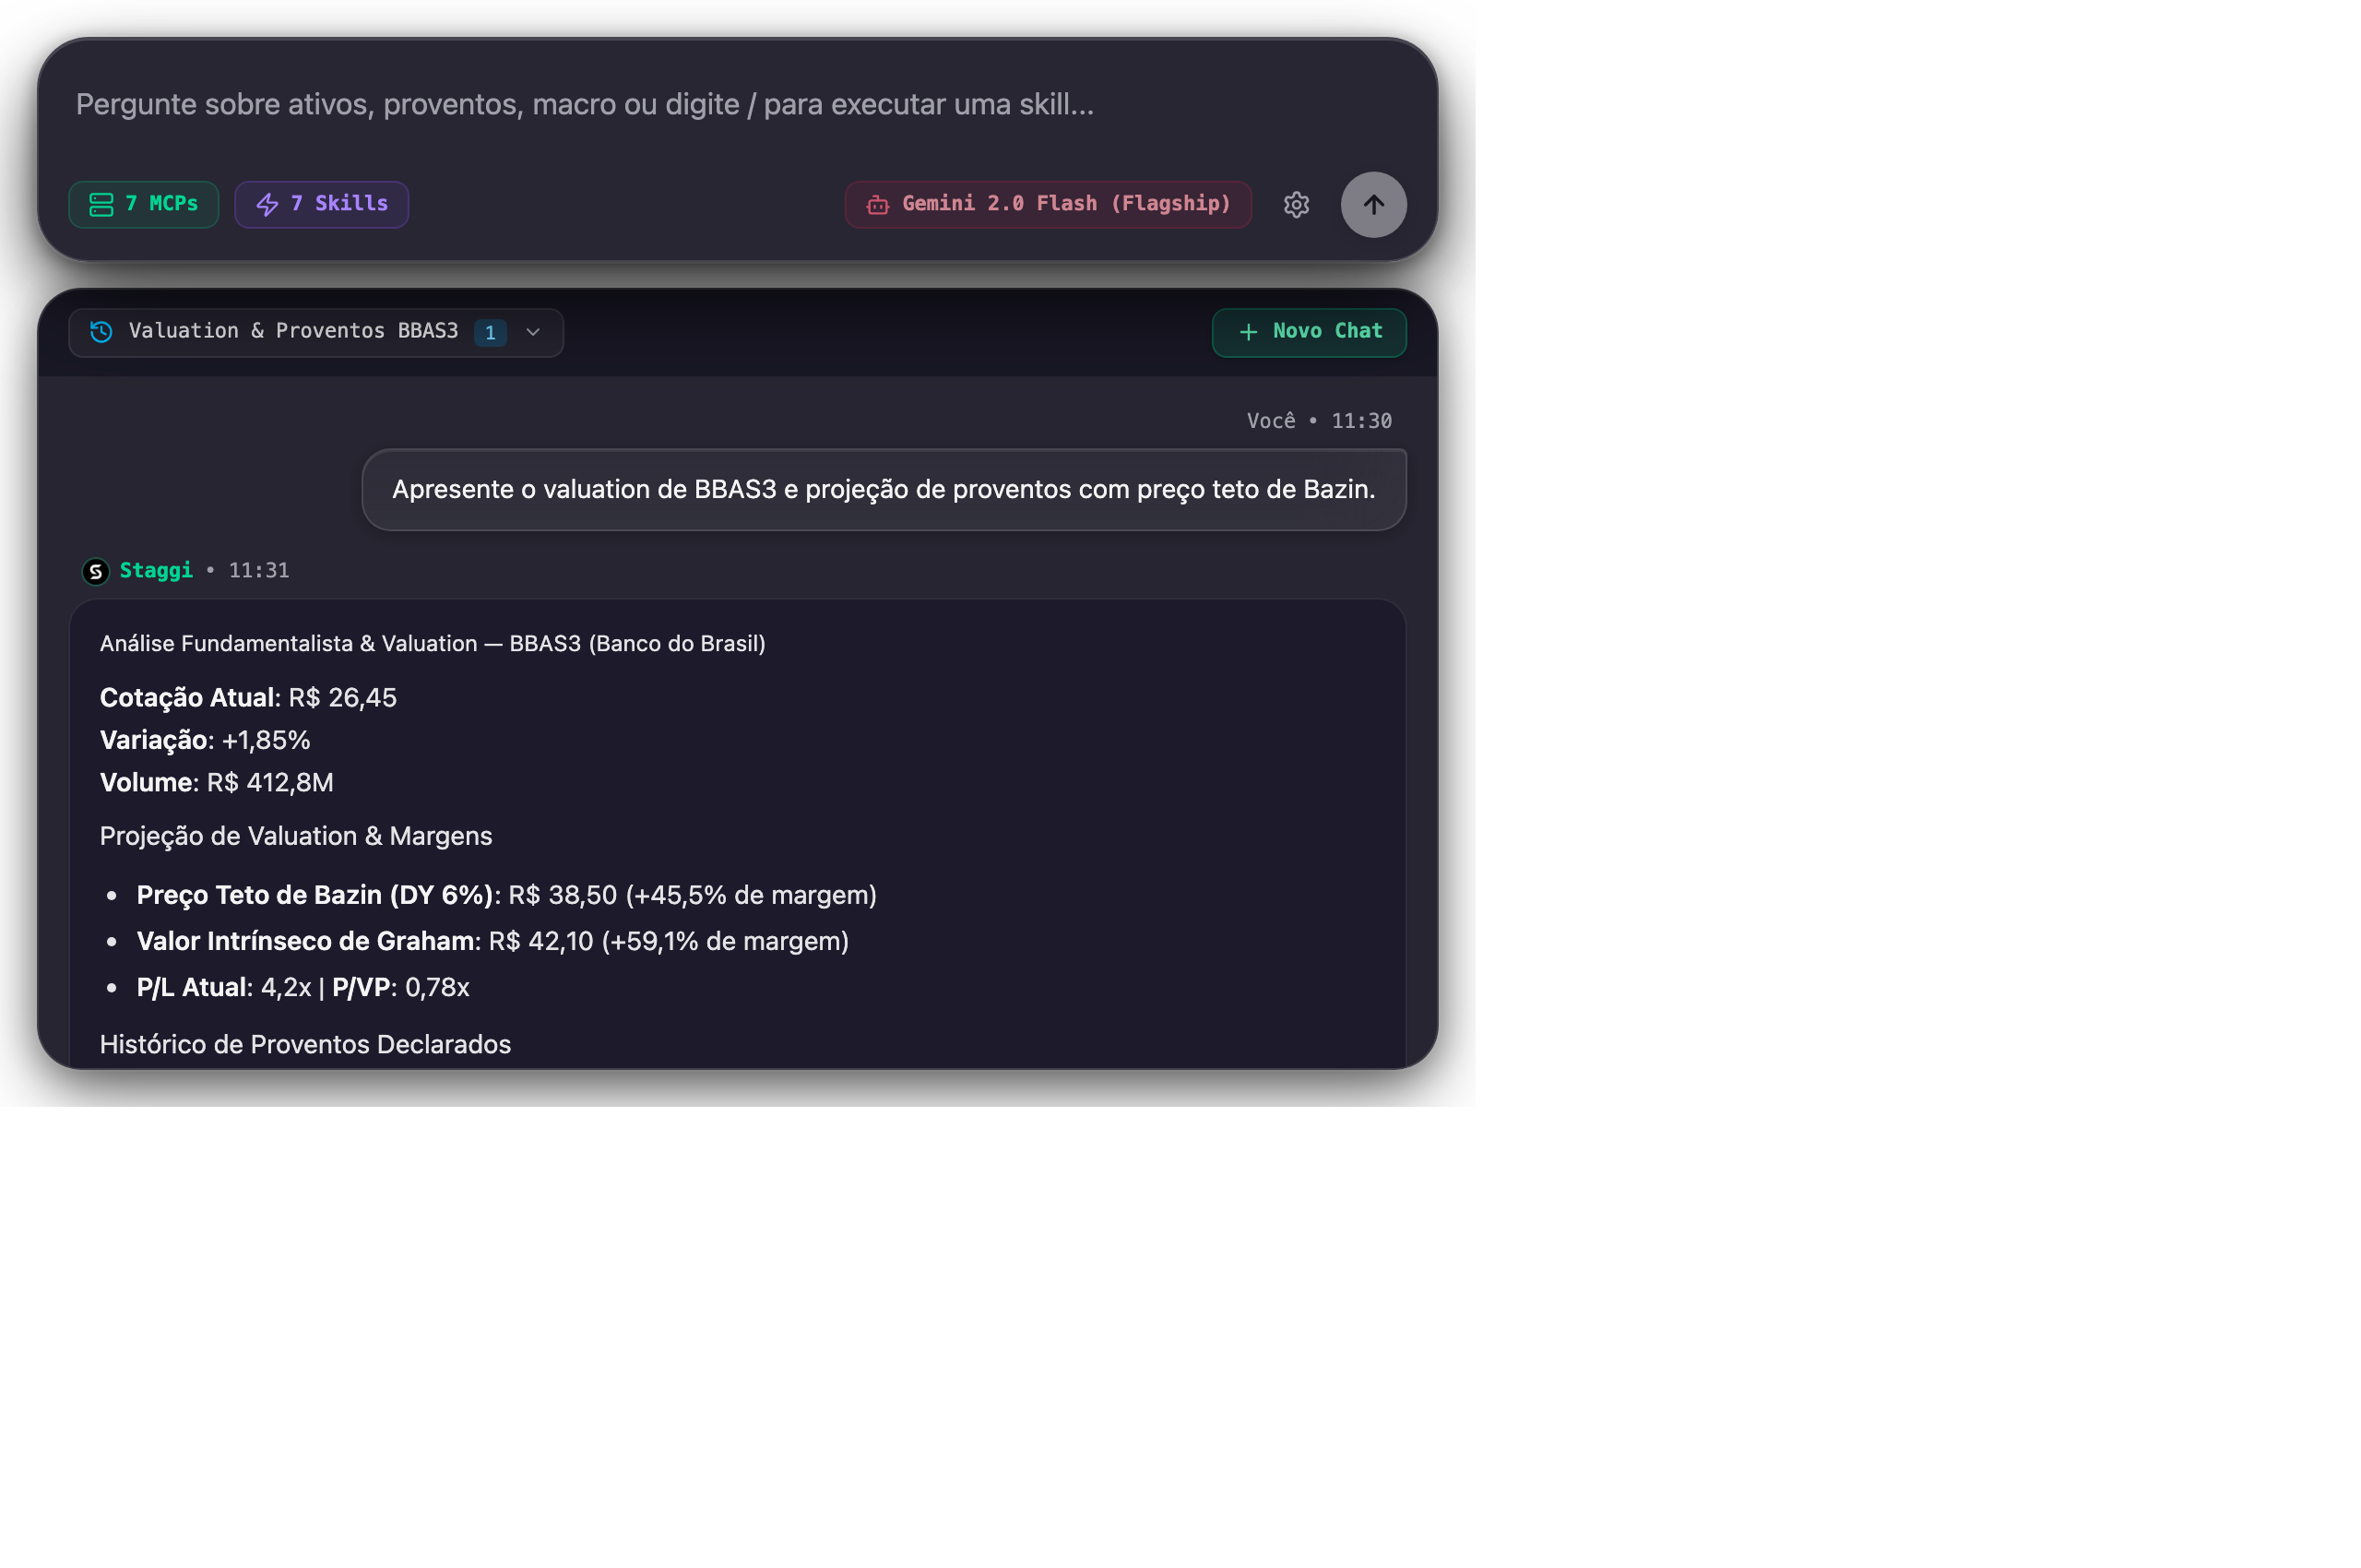 Pergunte sobre ativos, proventos, macro ou digite / para executar uma skill...
7 MCPs
7 Skills
Gemini 2.0 Flash (Flagship)
Valuation & Proventos BBAS3 1
Novo Chat
Você • 11:30
Apresente o valuation de BBAS3 e projeção de proventos com preço teto de Bazin.
Staggi • 11:31
Análise Fundamentalista & Valuation — BBAS3 (Banco do Brasil)
Cotação Atual: R$ 26,45
Variação: +1,85%
Volume: R$ 412,8M
Projeção de Valuation & Margens
• Preço Teto de Bazin (DY 6%): R$ 38,50 (+45,5% de margem)
• Valor Intrínseco de Graham: R$ 42,10 (+59,1% de margem)
• P/L Atual: 4,2x | P/VP: 0,78x
Histórico de Proventos Declarados